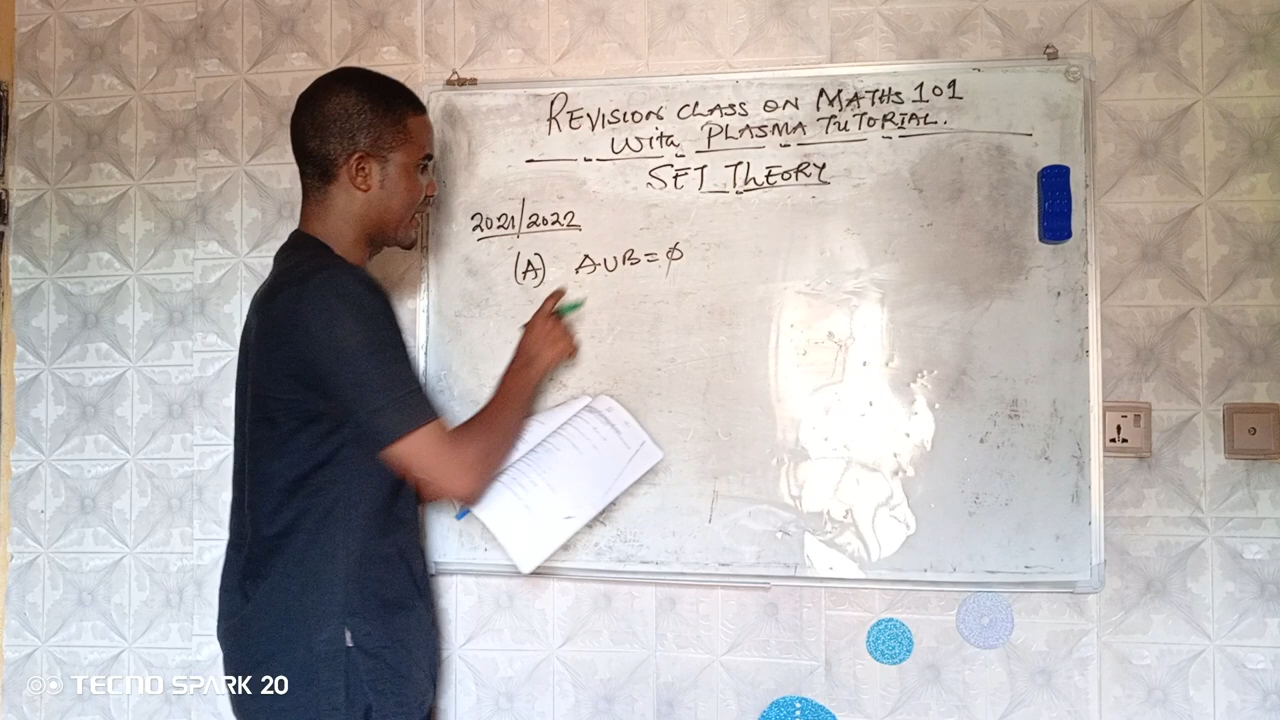 REVISION CLASS ON MATHS 101
With PLASMA TUTORIAL.
SET THEORY
2021/2022
(A) A∪B=ϕ
TECNO SPARK 20